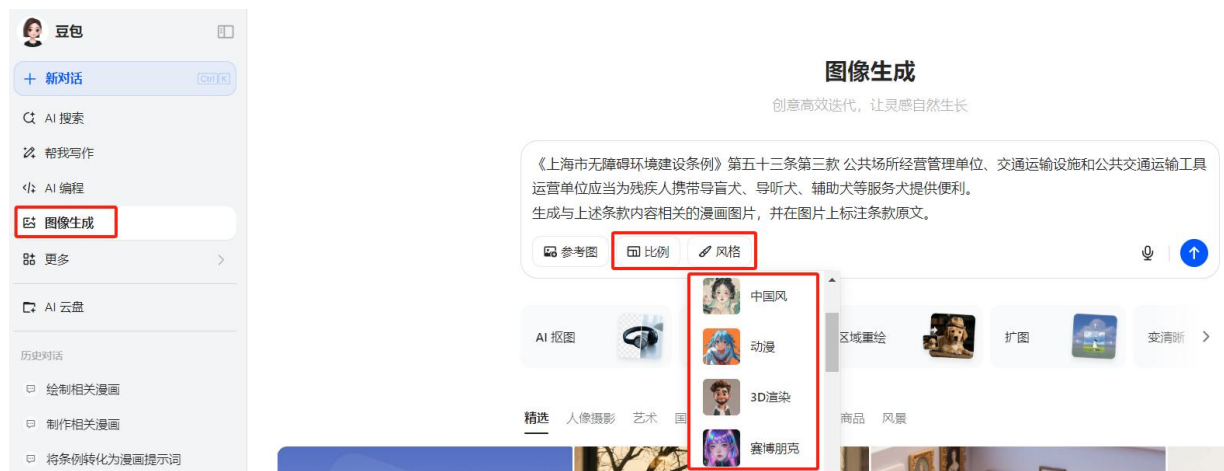 豆包
新对话
Ctrl K
AI 搜索
帮我写作
AI 编程
图像生成
更多
AI 云盘
历史对话
绘制相关漫画
制作相关漫画
将条例转化为漫画提示词
图像生成
创意高效迭代，让灵感自然生长
《上海市无障碍环境建设条例》第五十三条第三款 公共场所经营管理单位、交通运输设施和公共交通运输工具
运营单位应当为残疾人携带导盲犬、导听犬、辅助犬等服务犬提供便利。
生成与上述条款内容相关的漫画图片，并在图片上标注条款原文。
参考图
比例
风格
中国风
动漫
3D渲染
赛博朋克
AI 抠图
区域重绘
扩图
变清晰
精选 人像摄影 艺术 国
商品 风景